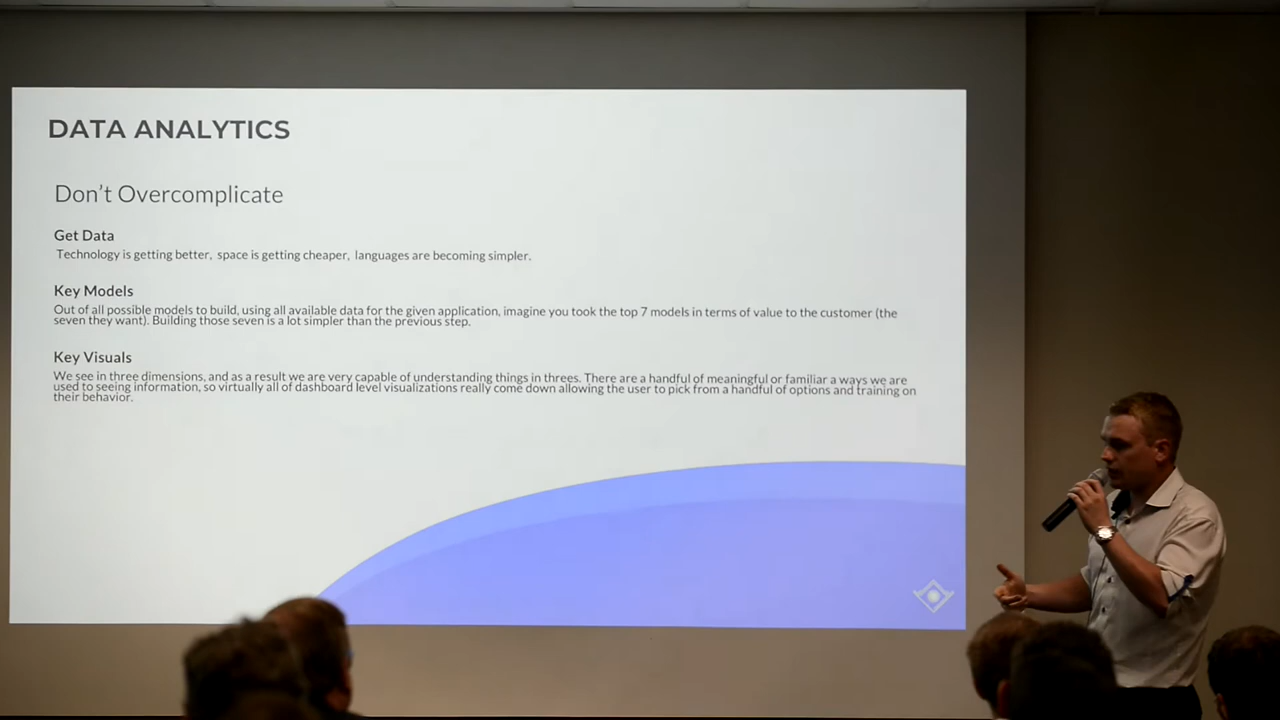 DATA ANALYTICS
Don't Overcomplicate
Get Data
Technology is getting better, space is getting cheaper, languages are becoming simpler.
Key Models
Out of all possible models to build, using all available data for the given application, imagine you took the top 7 models in terms of value to the customer (the
seven they want). Building those seven is a lot simpler than the previous step.
Key Visuals
We see in three dimensions, and as a result we are very capable of understanding things in threes. There are a handful of meaningful or familiar a ways we are
used to seeing information, so virtually all of dashboard level visualizations really come down allowing the user to pick from a handful of options and training on
their behavior.